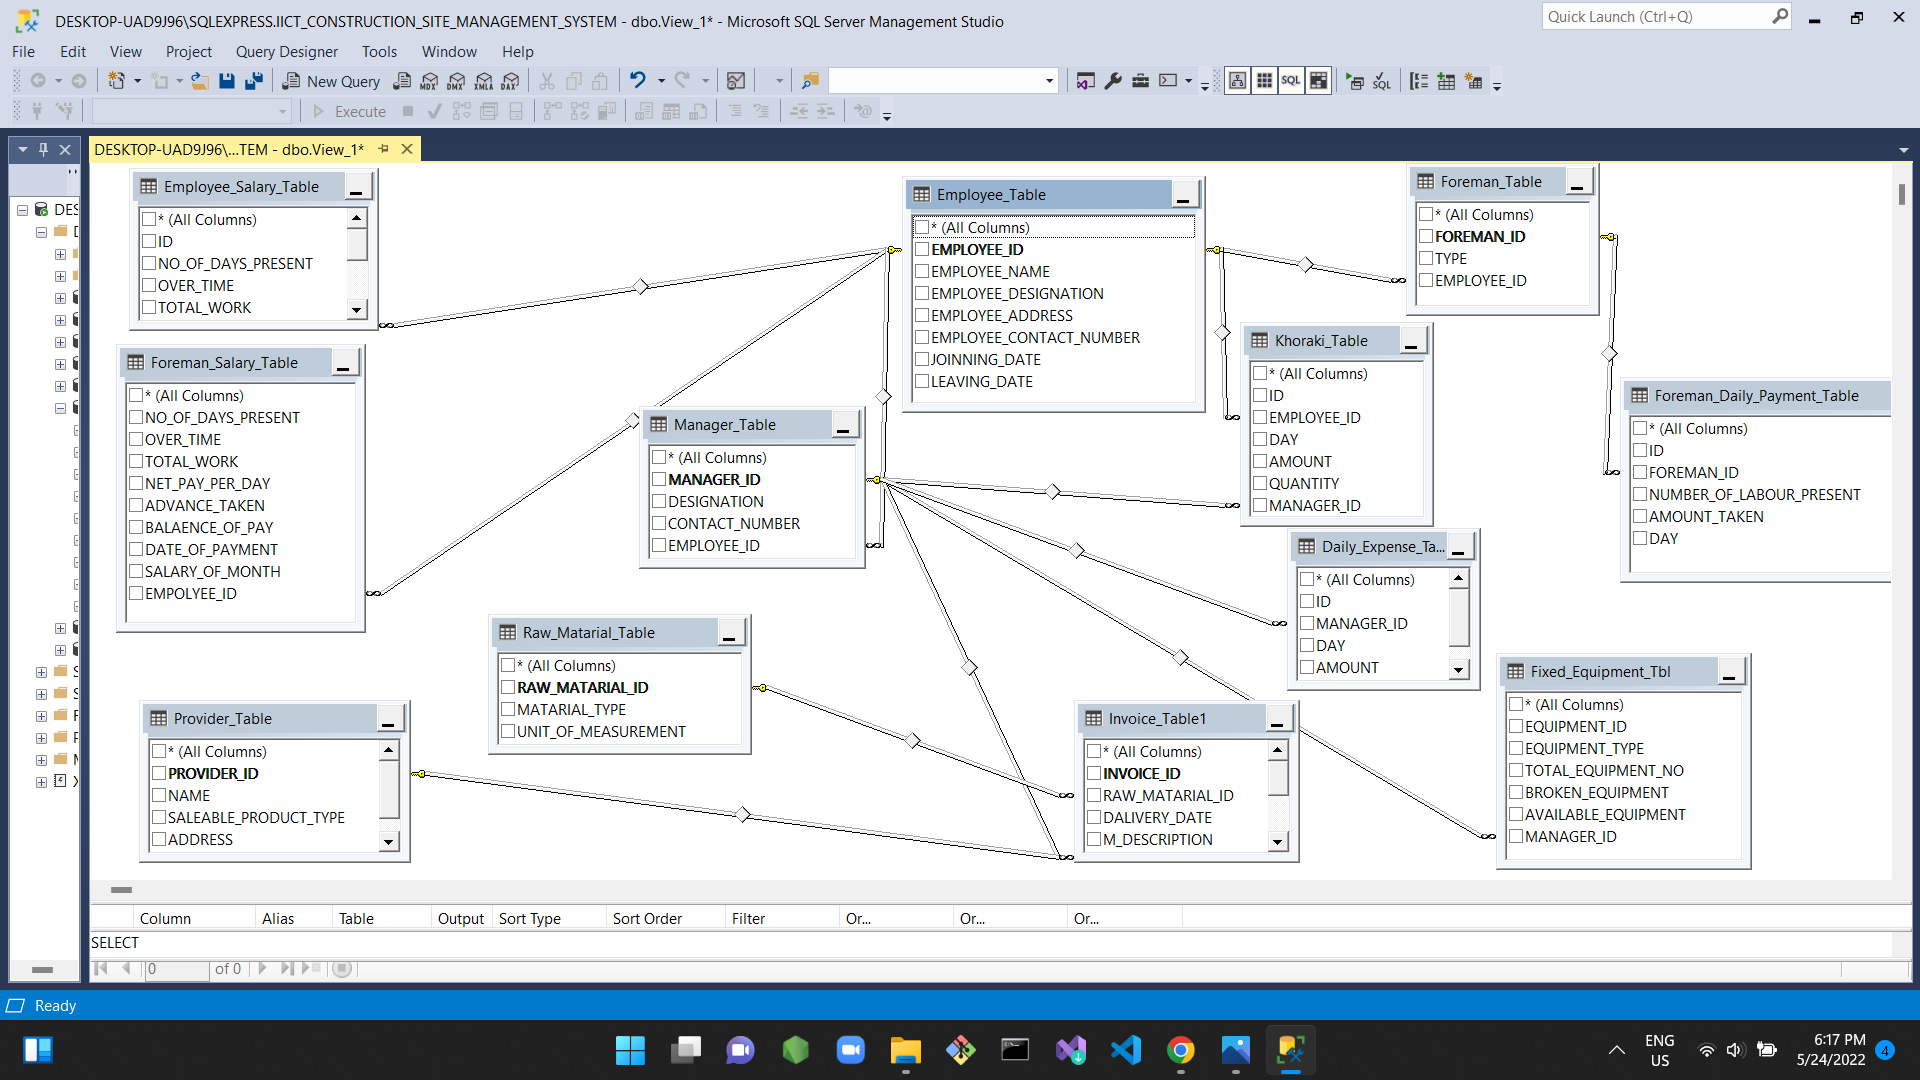 DESKTOP-UAD9J96\SQLEXPRESS.IICT_CONSTRUCTION_SITE_MANAGEMENT_SYSTEM - dbo.View_1* - Microsoft SQL Server Management Studio
Quick Launch (Ctrl+Q)
File Edit View Project Query Designer Tools Window Help
New Query MDX DMX XMLA DAX SQL SQL
Execute
DESKTOP-UAD9J96\...TEM - dbo.View_1*
DES
D
S
S
F
F
M
X
Employee_Salary_Table
* (All Columns)
ID
NO_OF_DAYS_PRESENT
OVER_TIME
TOTAL_WORK
Employee_Table
* (All Columns)
EMPLOYEE_ID
EMPLOYEE_NAME
EMPLOYEE_DESIGNATION
EMPLOYEE_ADDRESS
EMPLOYEE_CONTACT_NUMBER
JOINNING_DATE
LEAVING_DATE
Foreman_Table
* (All Columns)
FOREMAN_ID
TYPE
EMPLOYEE_ID
Foreman_Salary_Table
* (All Columns)
NO_OF_DAYS_PRESENT
OVER_TIME
TOTAL_WORK
NET_PAY_PER_DAY
ADVANCE_TAKEN
BALAENCE_OF_PAY
DATE_OF_PAYMENT
SALARY_OF_MONTH
EMPOLYEE_ID
Manager_Table
* (All Columns)
MANAGER_ID
DESIGNATION
CONTACT_NUMBER
EMPLOYEE_ID
Khoraki_Table
* (All Columns)
ID
EMPLOYEE_ID
DAY
AMOUNT
QUANTITY
MANAGER_ID
Foreman_Daily_Payment_Table
* (All Columns)
ID
FOREMAN_ID
NUMBER_OF_LABOUR_PRESENT
AMOUNT_TAKEN
DAY
Daily_Expense_Ta...
* (All Columns)
ID
MANAGER_ID
DAY
AMOUNT
Raw_Matarial_Table
* (All Columns)
RAW_MATARIAL_ID
MATARIAL_TYPE
UNIT_OF_MEASUREMENT
Fixed_Equipment_Tbl
* (All Columns)
EQUIPMENT_ID
EQUIPMENT_TYPE
TOTAL_EQUIPMENT_NO
BROKEN_EQUIPMENT
AVAILABLE_EQUIPMENT
MANAGER_ID
Provider_Table
* (All Columns)
PROVIDER_ID
NAME
SALEABLE_PRODUCT_TYPE
ADDRESS
Invoice_Table1
* (All Columns)
INVOICE_ID
RAW_MATARIAL_ID
DALIVERY_DATE
M_DESCRIPTION
Column Alias Table Output Sort Type Sort Order Filter Or... Or... Or...
SELECT
0 of 0
Ready
ENG
US
6:17 PM
5/24/2022
4